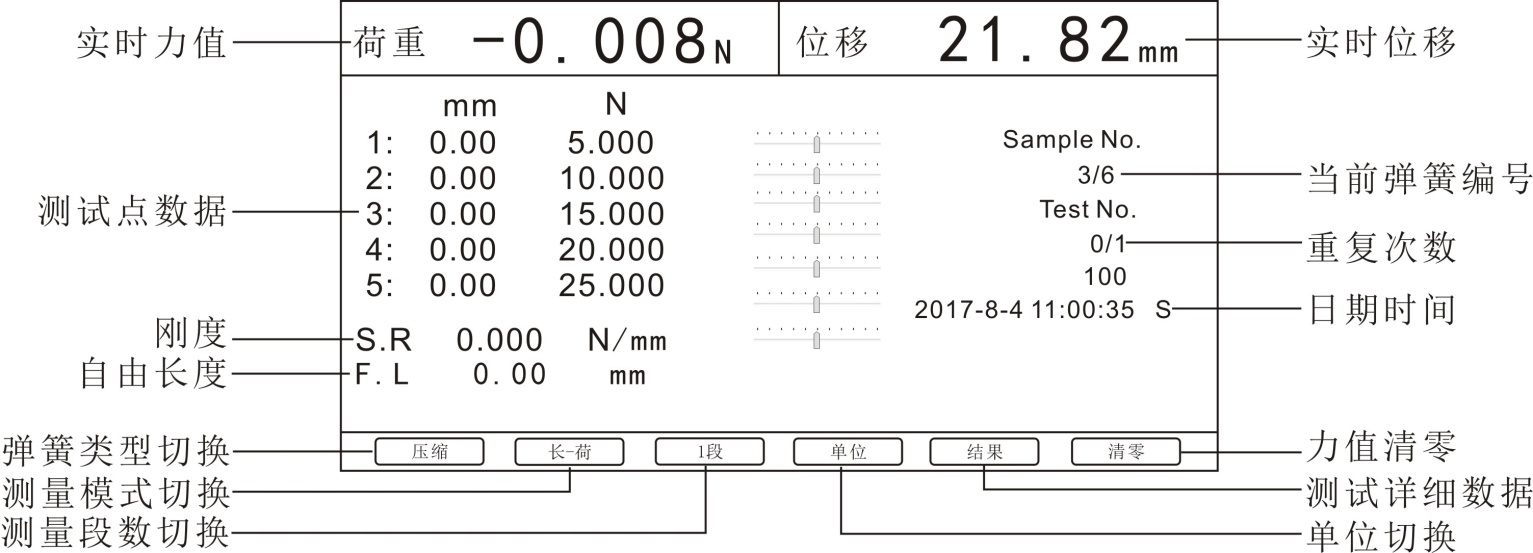 实时力值 荷重 -0.008N 位移 21.82mm 实时位移
mm N
1: 0.00 5.000 Sample No.
2: 0.00 10.000 3/6 当前弹簧编号
测试点数据 3: 0.00 15.000 Test No.
4: 0.00 20.000 0/1 重复次数
5: 0.00 25.000 100
2017-8-4 11:00:35 S 日期时间
刚度 S.R 0.000 N/mm
自由长度 F.L 0.00 mm
弹簧类型切换 压缩 长-荷 1段 单位 结果 清零 力值清零
测量模式切换 测试详细数据
测量段数切换 单位切换